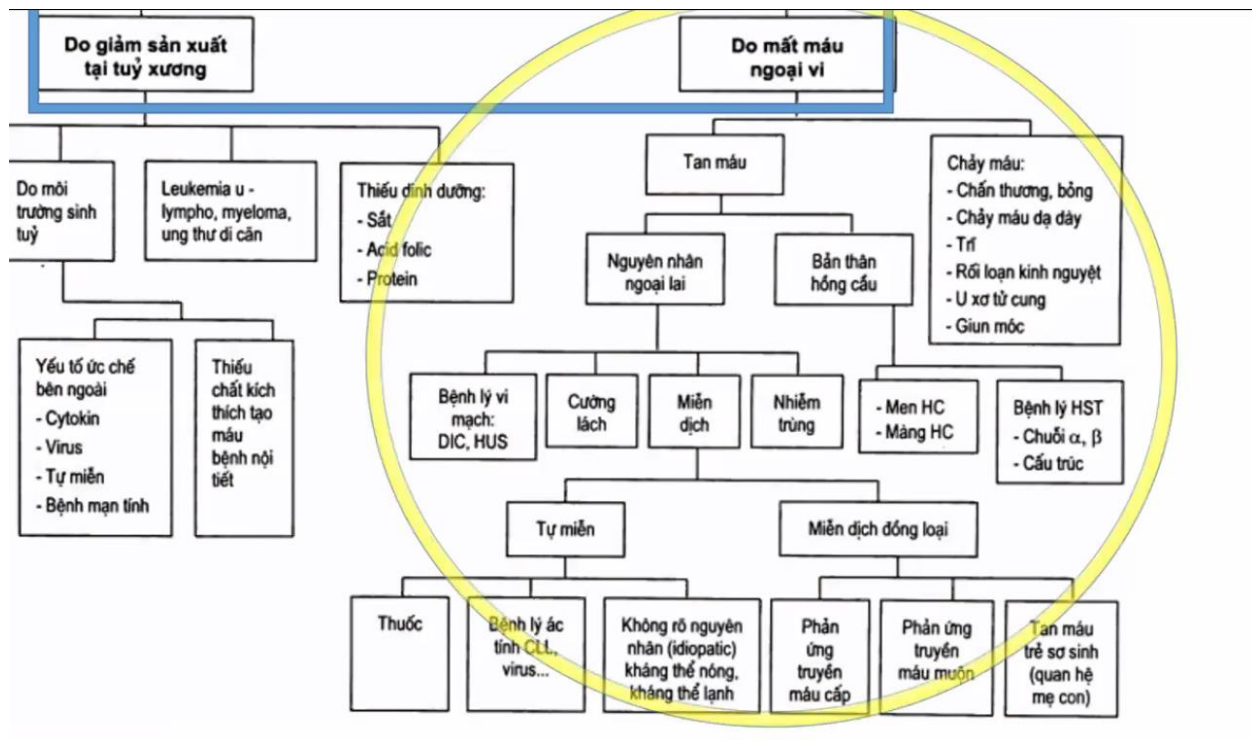 Do giảm sản xuất
tại tuỷ xương
Do mất máu
ngoại vi
Do môi
trường sinh
tuỷ
Leukemia u -
lympho, myeloma,
ung thư di căn
Thiếu dinh dưỡng:
- Sắt
- Acid folic
- Protein
Tan máu
Chảy máu:
- Chấn thương, bỏng
- Chảy máu dạ dày
- Trĩ
- Rối loạn kinh nguyệt
- U xơ tử cung
- Giun móc
Nguyên nhân
ngoại lai
Bản thân
hồng cầu
Yếu tố ức chế
bên ngoài
- Cytokin
- Virus
- Tự miễn
- Bệnh mạn tính
Thiếu
chất kích
thích tạo
máu
bệnh nội
tiết
Bệnh lý vi
mạch:
DIC, HUS
Cường
lách
Miễn
dịch
Nhiễm
trùng
- Men HC
- Màng HC
Bệnh lý HST
- Chuỗi α, β
- Cấu trúc
Tự miễn
Miễn dịch đồng loại
Thuốc
Bệnh lý ác
tính CLL,
virus...
Không rõ nguyên
nhân (idiopatic)
kháng thể nóng,
kháng thể lạnh
Phản
ứng
truyền
máu cấp
Phản ứng
truyền
máu muộn
Tan máu
trẻ sơ sinh
(quan hệ
mẹ con)